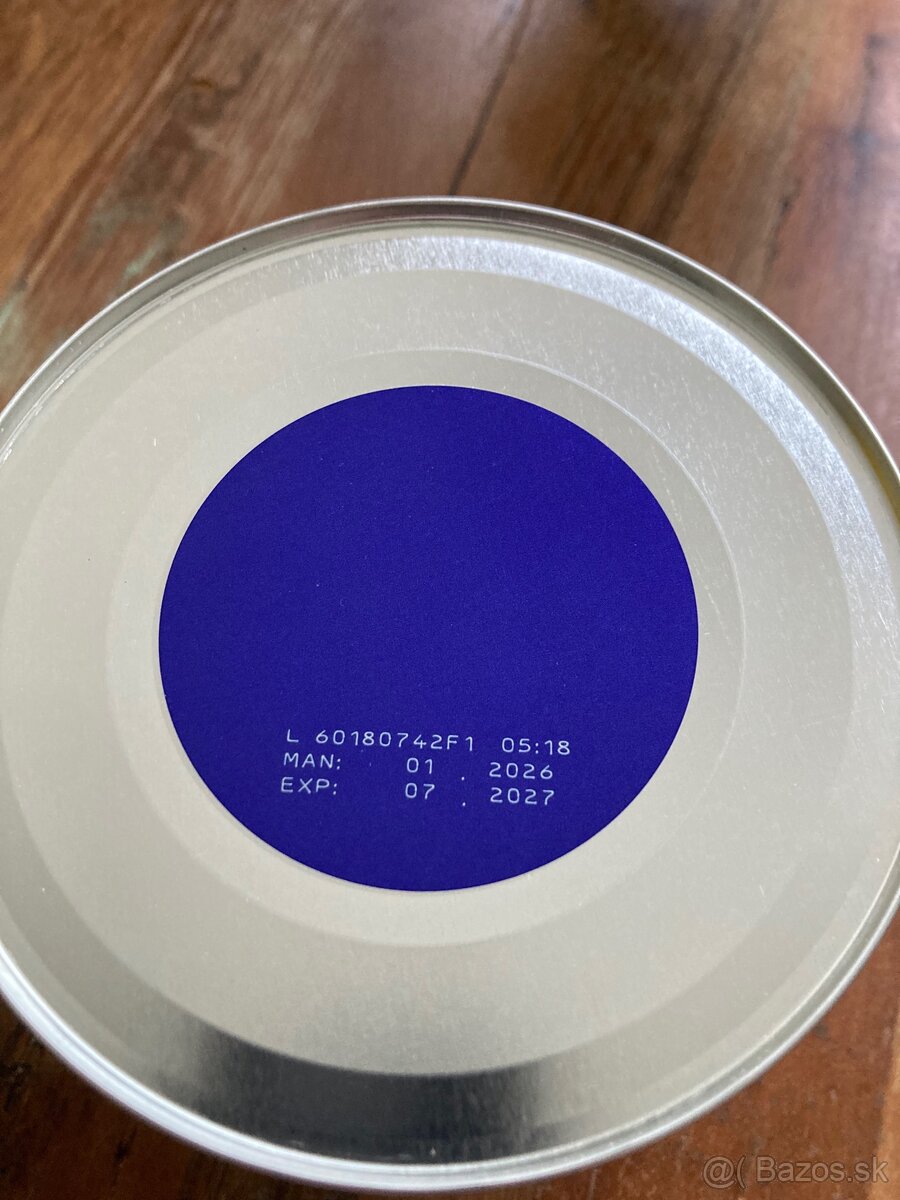 L 60180742F1 05:18
MAN: 01 . 2026
EXP: 07 . 2027
@( Bazos.sk